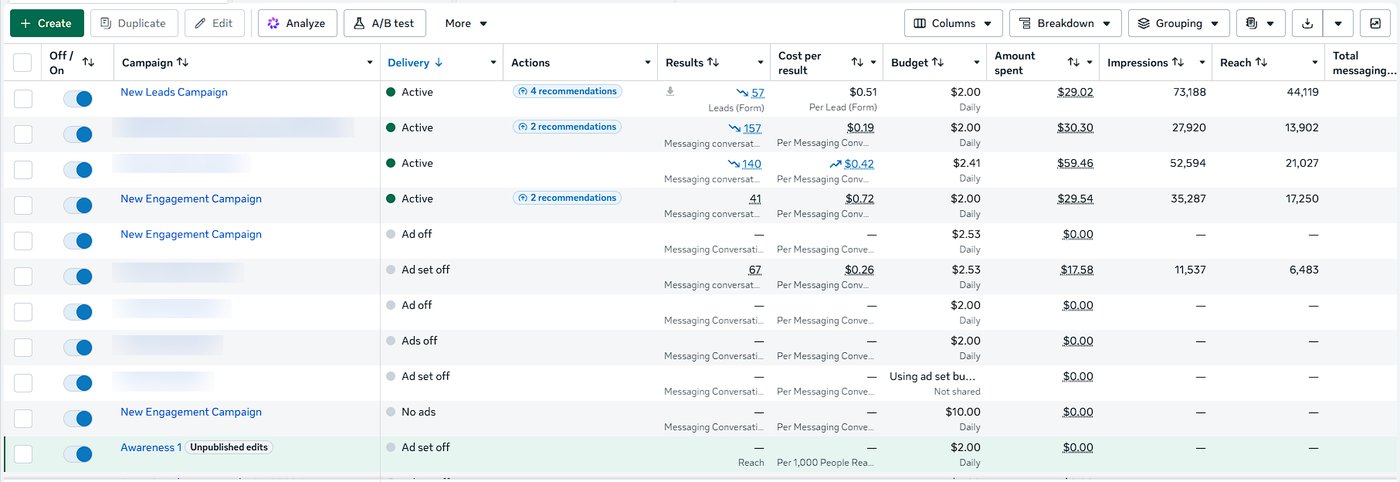 + Create Duplicate Edit Analyze A/B test More Columns Breakdown Grouping
Off / On Campaign Delivery Actions Results Cost per result Budget Amount spent Impressions Reach Total messaging...
New Leads Campaign Active 4 recommendations 57 $0.51 $2.00 $29.02 73,188 44,119
Leads (Form) Per Lead (Form) Daily
Active 2 recommendations 157 $0.19 $2.00 $30.30 27,920 13,902
Messaging conversat... Per Messaging Conv... Daily
Active 140 $0.42 $2.41 $59.46 52,594 21,027
Messaging conversat... Per Messaging Conv... Daily
New Engagement Campaign Active 2 recommendations 41 $0.72 $2.00 $29.54 35,287 17,250
Messaging conversat... Per Messaging Conv... Daily
New Engagement Campaign Ad off — — $2.53 $0.00 — —
Messaging Conversati... Per Messaging Conve... Daily
Ad set off 67 $0.26 $2.53 $17.58 11,537 6,483
Messaging conversat... Per Messaging Conv... Daily
Ad off — — $2.00 $0.00 — —
Messaging Conversati... Per Messaging Conve... Daily
Ads off — — $2.00 $0.00 — —
Messaging Conversati... Per Messaging Conve... Daily
Ad set off — — Using ad set bu... $0.00 — —
Messaging Conversati... Per Messaging Conve... Not shared
New Engagement Campaign No ads — — $10.00 $0.00 — —
Messaging Conversati... Per Messaging Conve... Daily
Awareness 1 Unpublished edits Ad set off — — $2.00 $0.00 — —
Reach Per 1,000 People Rea... Daily